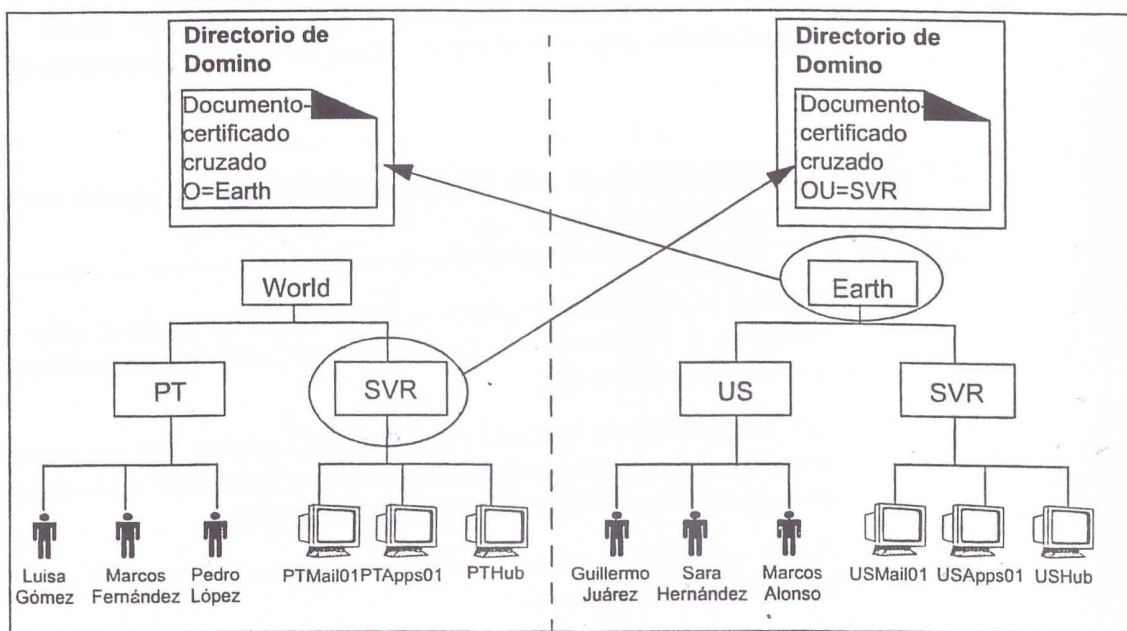 Directorio de
Domino
Documento-
certificado
cruzado
O=Earth
Directorio de
Domino
Documento-
certificado
cruzado
OU=SVR
World
Earth
PT
SVR
US
SVR
Luisa
Gómez
Marcos
Fernández
Pedro
López
PTMail01
PTApps01
PTHub
Guillermo
Juárez
Sara
Hernández
Marcos
Alonso
USMail01
USApps01
USHub